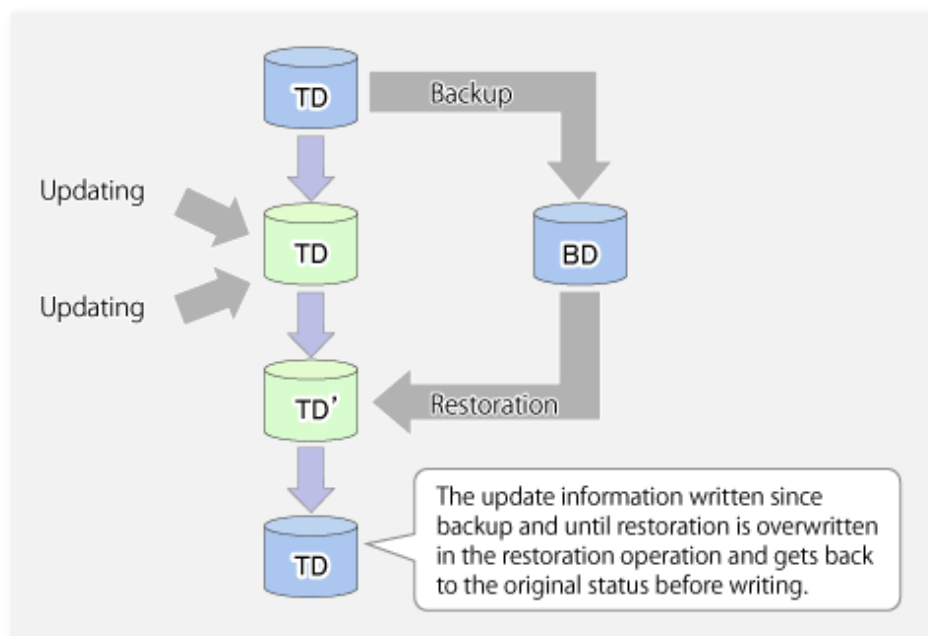 TD
Backup
Updating
TD
BD
Updating
TD’
Restoration
The update information written since
backup and until restoration is overwritten
in the restoration operation and gets back
to the original status before writing.
TD